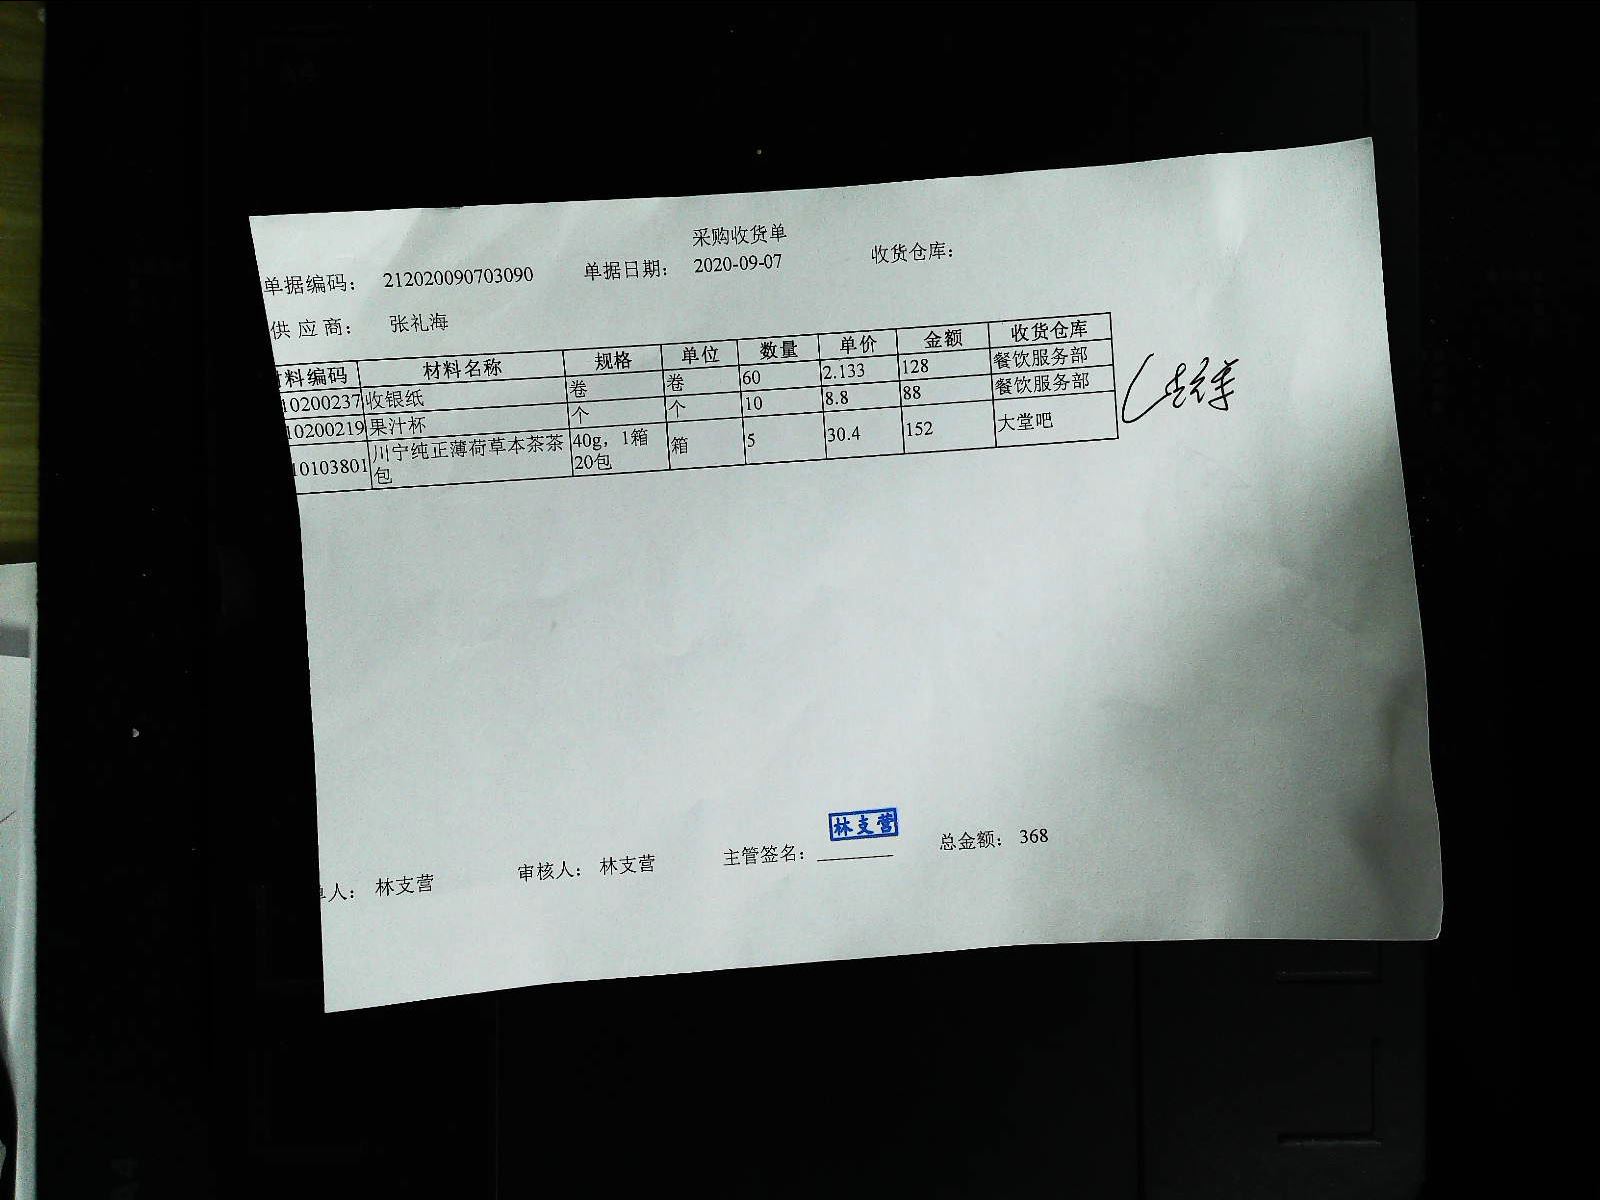 采购收货单
单据编码: 212020090703090 单据日期: 2020-09-07 收货仓库:
供应商: 张礼海
料编码 材料名称 规格 单位 数量 单价 金额 收货仓库
10200237 收银纸 卷 卷 60 2.133 128 餐饮服务部
10200219 果汁杯 个 个 10 8.8 88 餐饮服务部
10103801 川宁纯正薄荷草本茶茶包 40g，1箱20包 箱 5 30.4 152 大堂吧
林支营
人: 林支营 审核人: 林支营 主管签名: 总金额: 368